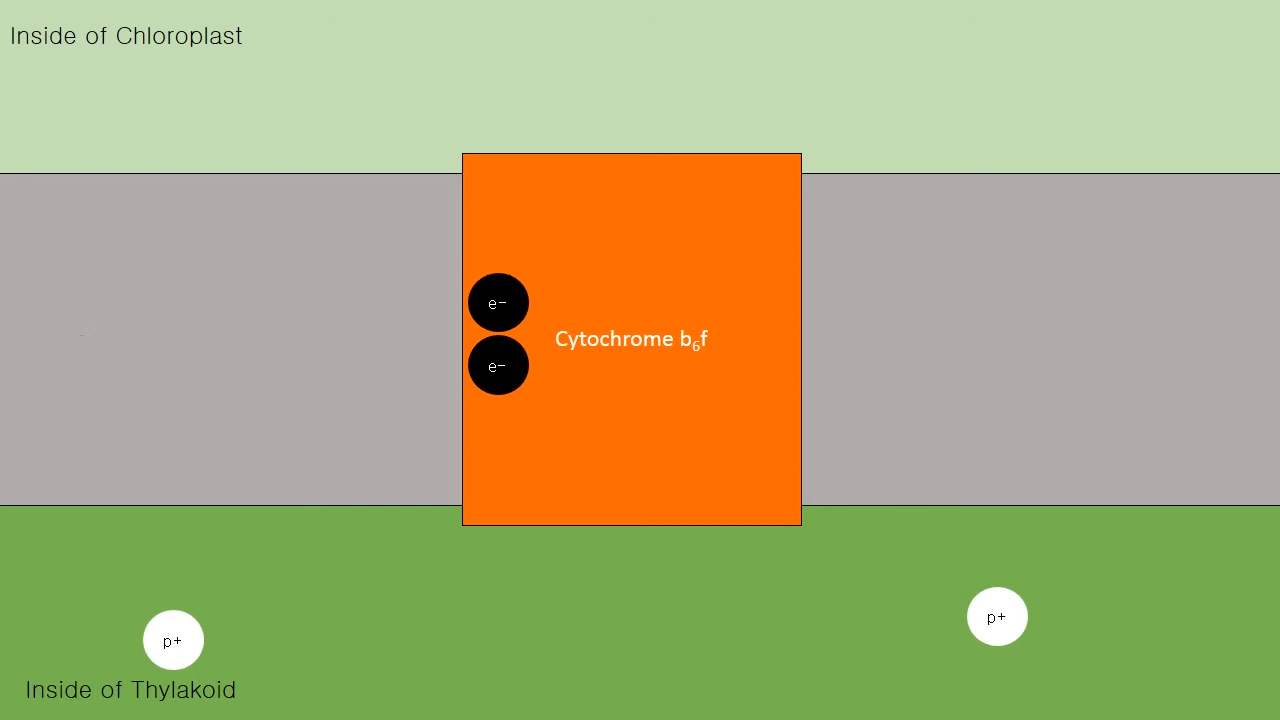 Inside of Chloroplast
e-
Cytochrome b₆f
e-
p+
p+
Inside of Thylakoid